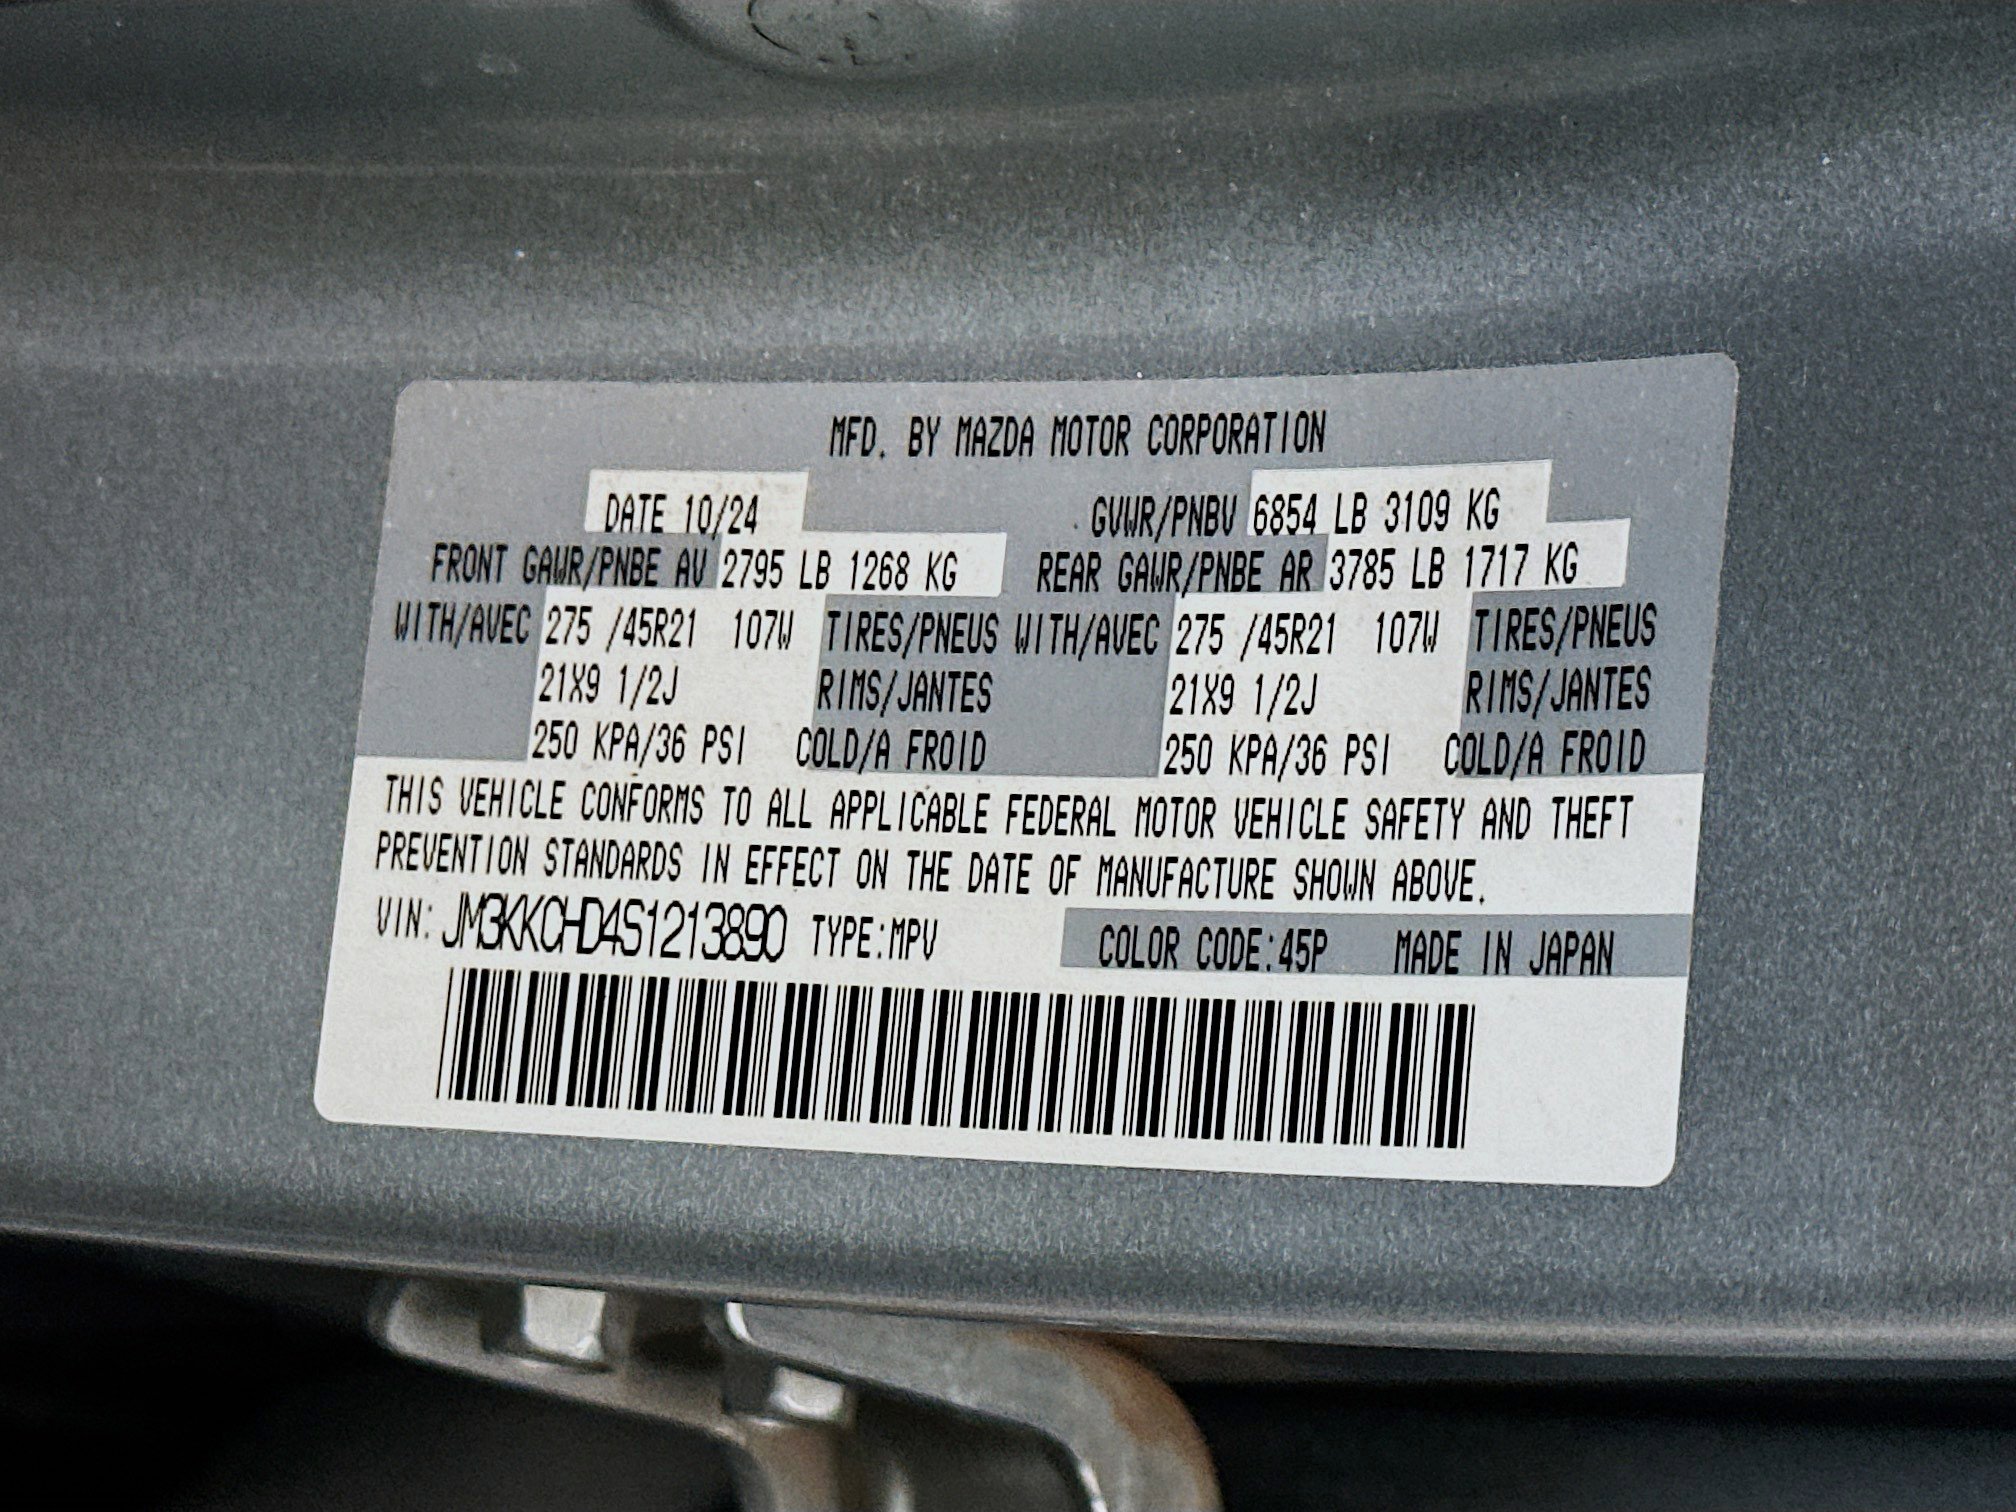 MFD. BY MAZDA MOTOR CORPORATION
DATE 10/24 GVWR/PNBV 6854 LB 3109 KG
FRONT GAWR/PNBE AV 2795 LB 1268 KG REAR GAWR/PNBE AR 3785 LB 1717 KG
WITH/AVEC 275 /45R21 107W TIRES/PNEUS WITH/AVEC 275 /45R21 107W TIRES/PNEUS
21X9 1/2J RIMS/JANTES 21X9 1/2J RIMS/JANTES
250 KPA/36 PSI COLD/A FROID 250 KPA/36 PSI COLD/A FROID
THIS VEHICLE CONFORMS TO ALL APPLICABLE FEDERAL MOTOR VEHICLE SAFETY AND THEFT
PREVENTION STANDARDS IN EFFECT ON THE DATE OF MANUFACTURE SHOWN ABOVE.
VIN: JM3KKCHD4S1213890 TYPE:MPV COLOR CODE:45P MADE IN JAPAN